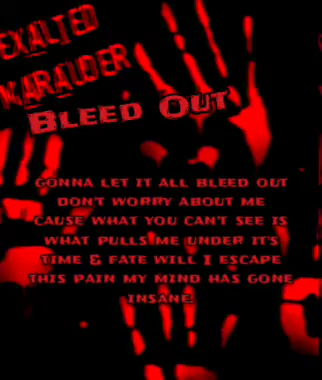 EXALTED
MARAUDER
BLEED OUT
GONNA LET IT ALL BLEED OUT
DON'T WORRY ABOUT ME
CAUSE WHAT YOU CAN'T SEE IS
WHAT PULLS ME UNDER IT'S
TIME & FATE WILL I ESCAPE
THIS PAIN MY MIND HAS GONE
INSANE!